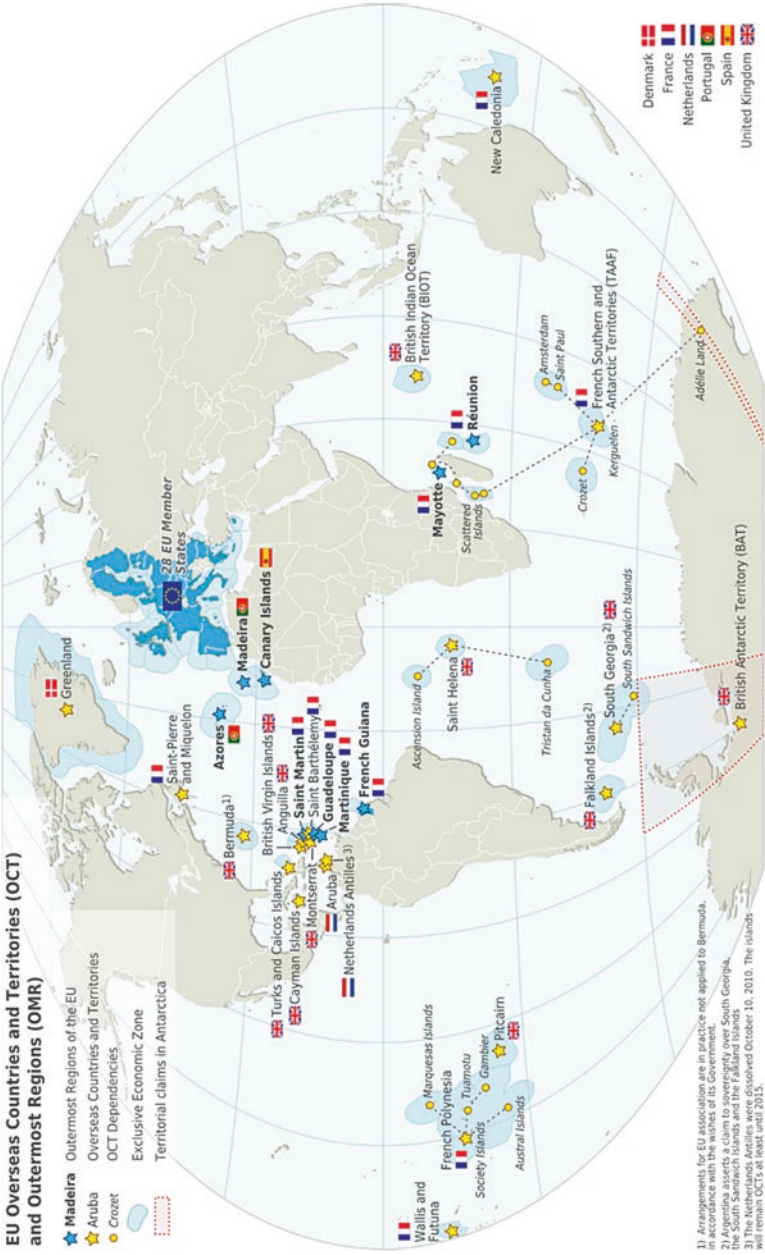 EU Overseas Countries and Territories (OCT)
and Outermost Regions (OMR)
Madeira
Outermost Regions of the EU
Aruba
Overseas Countries and Territories
Crozet
OCT Dependencies
Exclusive Economic Zone
Territorial claims in Antarctica
Greenland
28 EU Member
States
Saint-Pierre
and Miquelon
Azores
Madeira
Canary Islands
Bermuda1)
British Virgin Islands
Anguilla
Saint Martin
Saint Barthélemy
Guadeloupe
Martinique
French Guiana
Turks and Caicos Islands
Cayman Islands
Montserrat
Aruba
Netherlands Antilles 3)
Wallis and
Futuna
French Polynesia
Society Islands
Marquesas Islands
Tuamotu
Gambier
Pitcairn
Austral Islands
Ascension Island
Saint Helena
Tristan da Cunha
Falkland Islands2)
South Georgia2)
South Sandwich Islands
British Antarctic Territory (BAT)
Mayotte
Scattered
Islands
Réunion
British Indian Ocean
Territory (BIOT)
Amsterdam
Saint Paul
French Southern and
Antarctic Territories (TAAF)
Crozet
Kerguelen
Adélie Land
New Caledonia
Denmark
France
Netherlands
Portugal
Spain
United Kingdom
1) Arrangements for EU association are in practice not applied to Bermuda,
in accordance with the wishes of its Government.
2) Argentina asserts a claim to sovereignty over South Georgia,
the South Sandwich Islands and the Falkland Islands
3) The Netherlands Antilles were dissolved October 10, 2010. The islands
will remain OCTs at least until 2015.